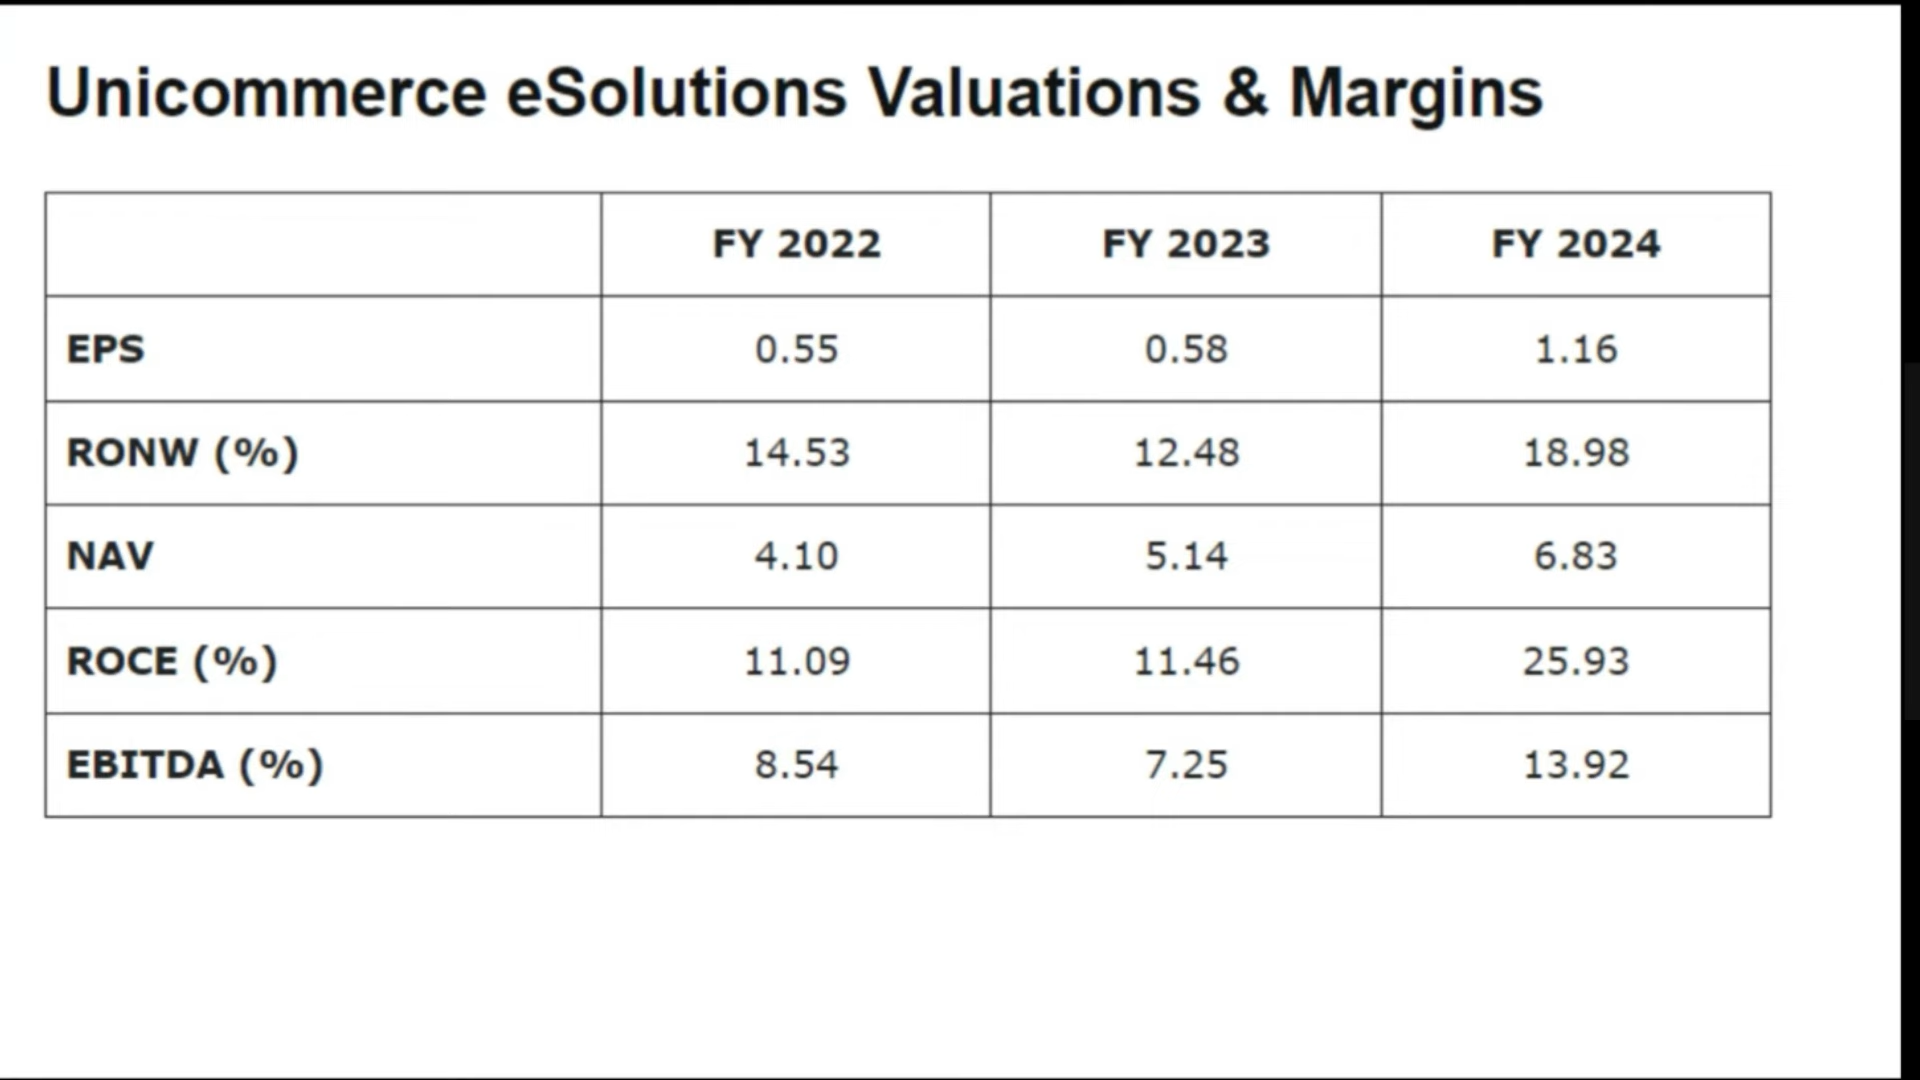 Unicommerce eSolutions Valuations & Margins
FY 2022 FY 2023 FY 2024
EPS 0.55 0.58 1.16
RONW (%) 14.53 12.48 18.98
NAV 4.10 5.14 6.83
ROCE (%) 11.09 11.46 25.93
EBITDA (%) 8.54 7.25 13.92